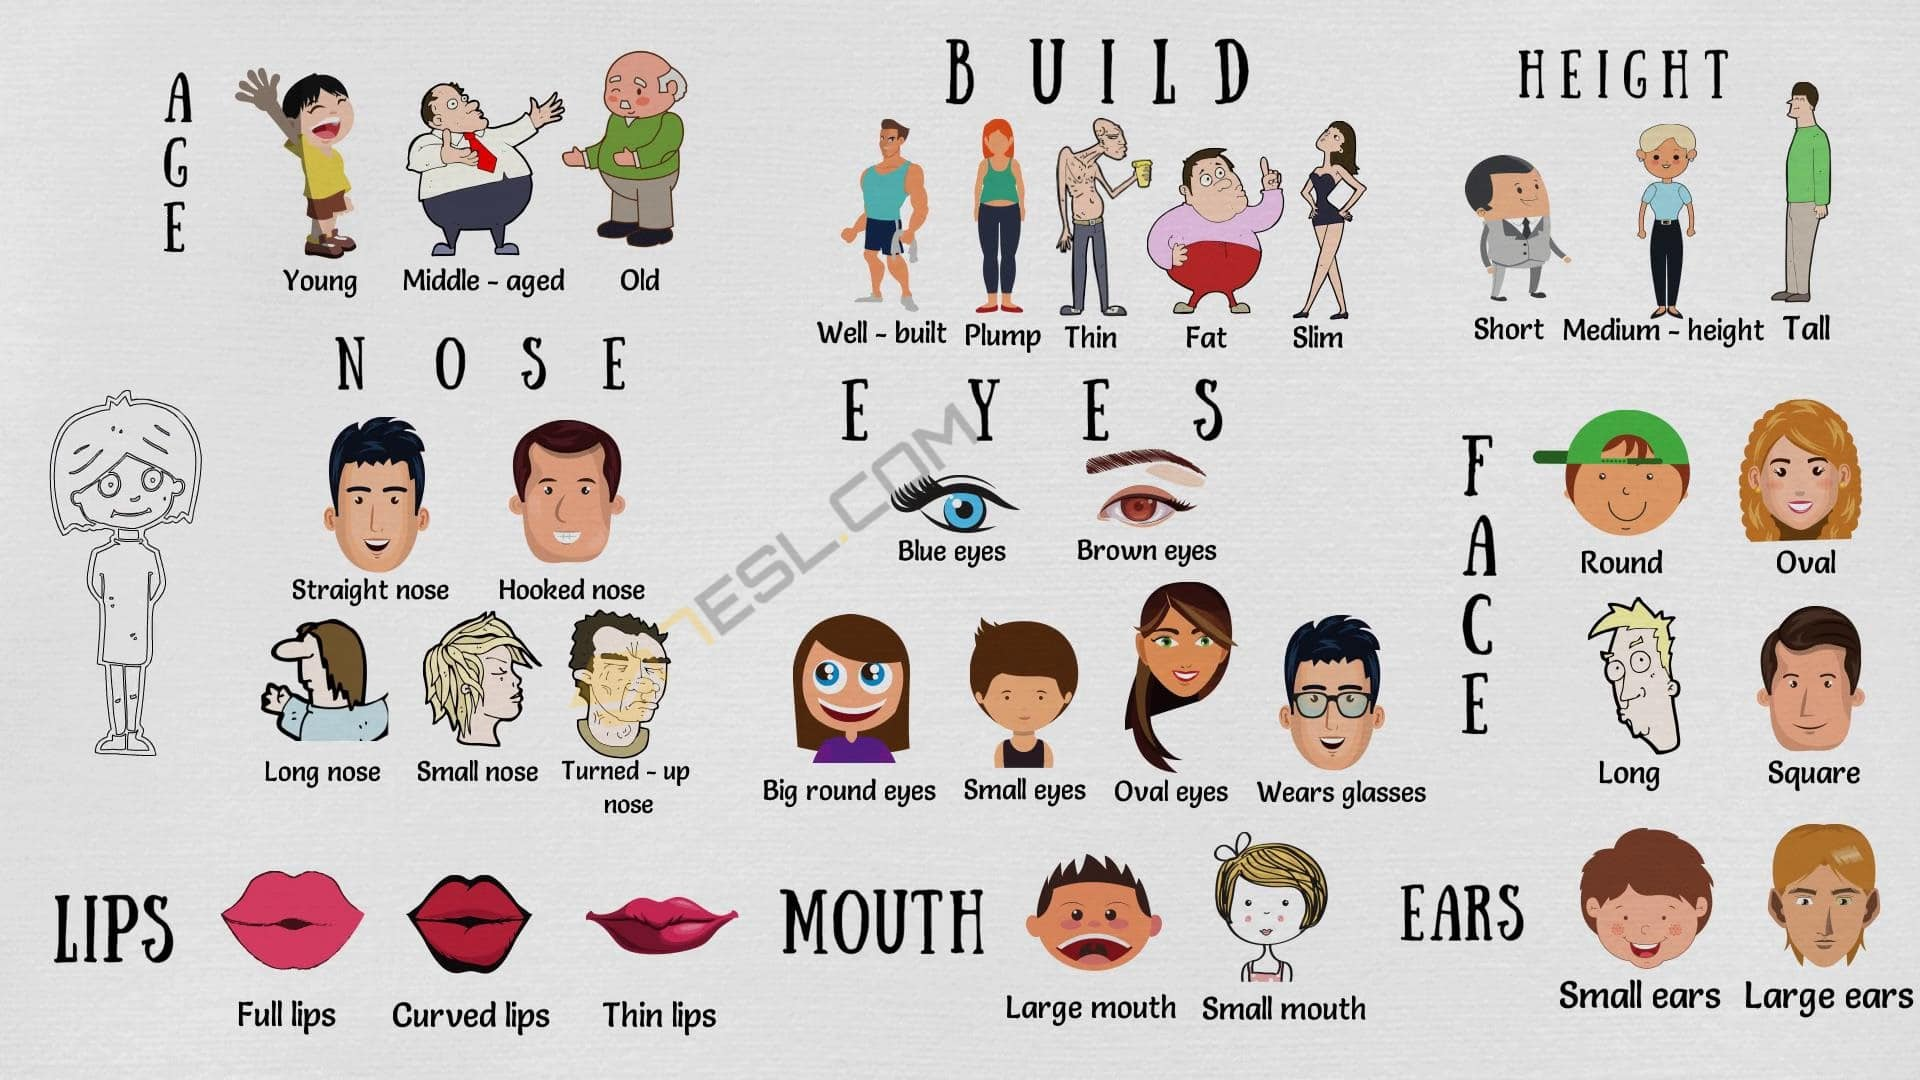 AGE
Young
Middle - aged
Old
BUILD
Well - built
Plump
Thin
Fat
Slim
HEIGHT
Short
Medium - height
Tall
NOSE
Straight nose
Hooked nose
Long nose
Small nose
Turned - up
nose
EYES
Blue eyes
Brown eyes
Big round eyes
Small eyes
Oval eyes
Wears glasses
FACE
Round
Oval
Long
Square
LIPS
Full lips
Curved lips
Thin lips
MOUTH
Large mouth
Small mouth
EARS
Small ears
Large ears
7ESL.COM